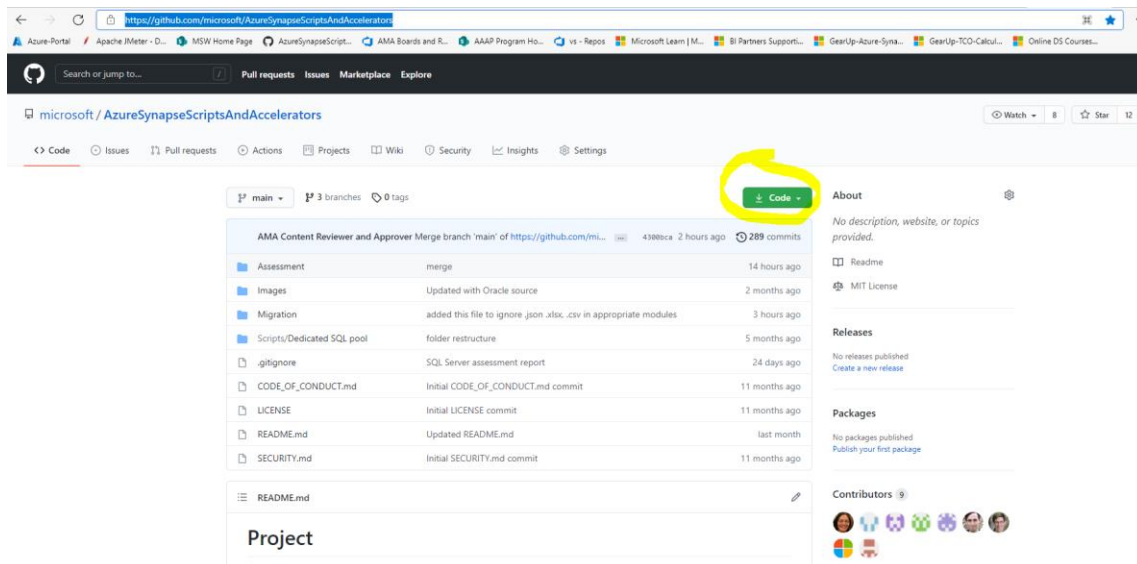 https://github.com/microsoft/AzureSynapseScriptsAndAccelerators
Azure-Portal Apache JMeter - D... MSW Home Page AzureSynapseScript... AMA Boards and R... AAAP Program Ho... vs - Repos Microsoft Learn | M... BI Partners Supporti... GearUp-Azure-Syna... GearUp-TCO-Calcul... Online DS Courses...
Search or jump to... / Pull requests Issues Marketplace Explore
microsoft / AzureSynapseScriptsAndAccelerators Watch 8 Star 12
<> Code Issues Pull requests Actions Projects Wiki Security Insights Settings
main 3 branches 0 tags Code About
No description, website, or topics
provided.
AMA Content Reviewer and Approver Merge branch 'main' of https://github.com/mi... ... 4300bca 2 hours ago 289 commits
Assessment merge 14 hours ago
Readme
Images Updated with Oracle source 2 months ago
MIT License
Migration added this file to ignore .json .xlsx, .csv in appropriate modules 3 hours ago
Scripts/Dedicated SQL pool folder restructure 5 months ago
Releases
.gitignore SQL Server assessment report 24 days ago
No releases published
Create a new release
CODE_OF_CONDUCT.md Initial CODE_OF_CONDUCT.md commit 11 months ago
LICENSE Initial LICENSE commit 11 months ago
Packages
README.md Updated README.md last month
No packages published
Publish your first package
SECURITY.md Initial SECURITY.md commit 11 months ago
README.md
Contributors 9
Project